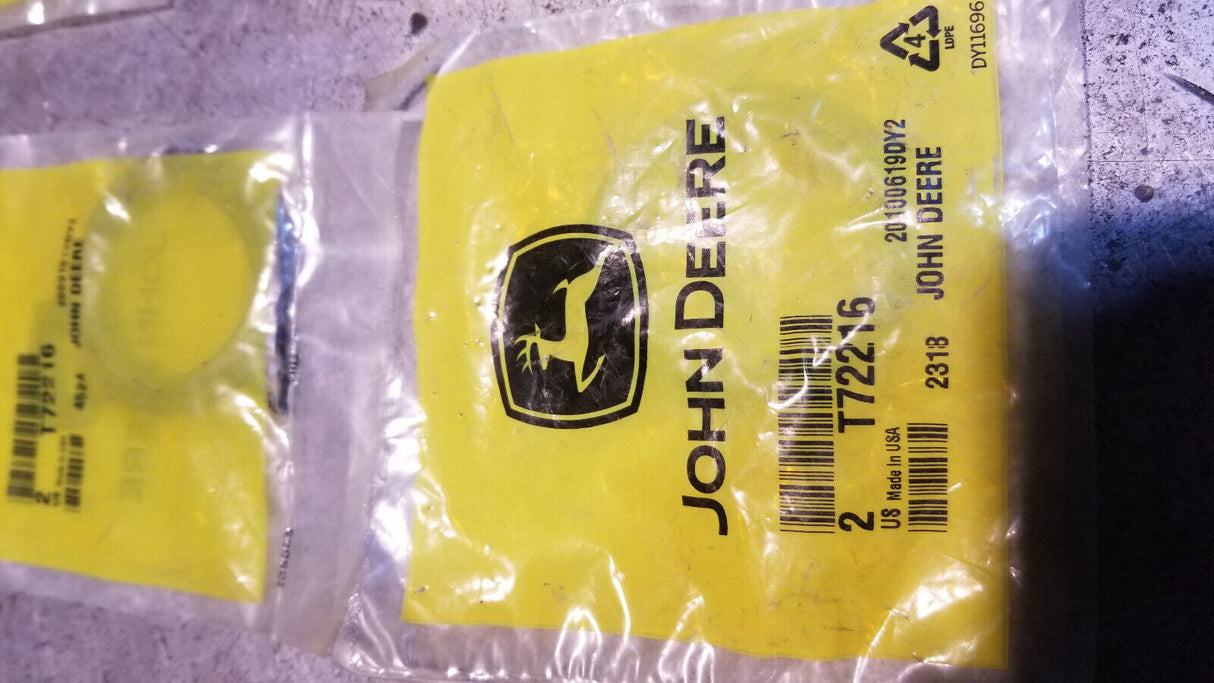 4
LDPE
DY11696
JOHN DEERE
20100619DY2
JOHN DEERE
2 T72216
US Made In USA
2318
JOHN DEERE
2 T72216
4524